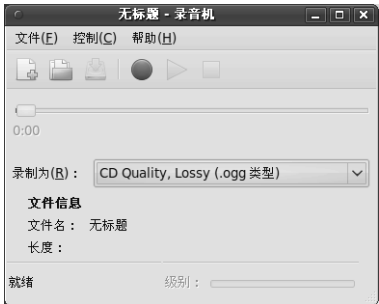 无标题 - 录音机
文件(F) 控制(C) 帮助(H)
0:00
录制为(R)： CD Quality, Lossy (.ogg 类型)
文件信息
文件名： 无标题
长度：
就绪 级别：